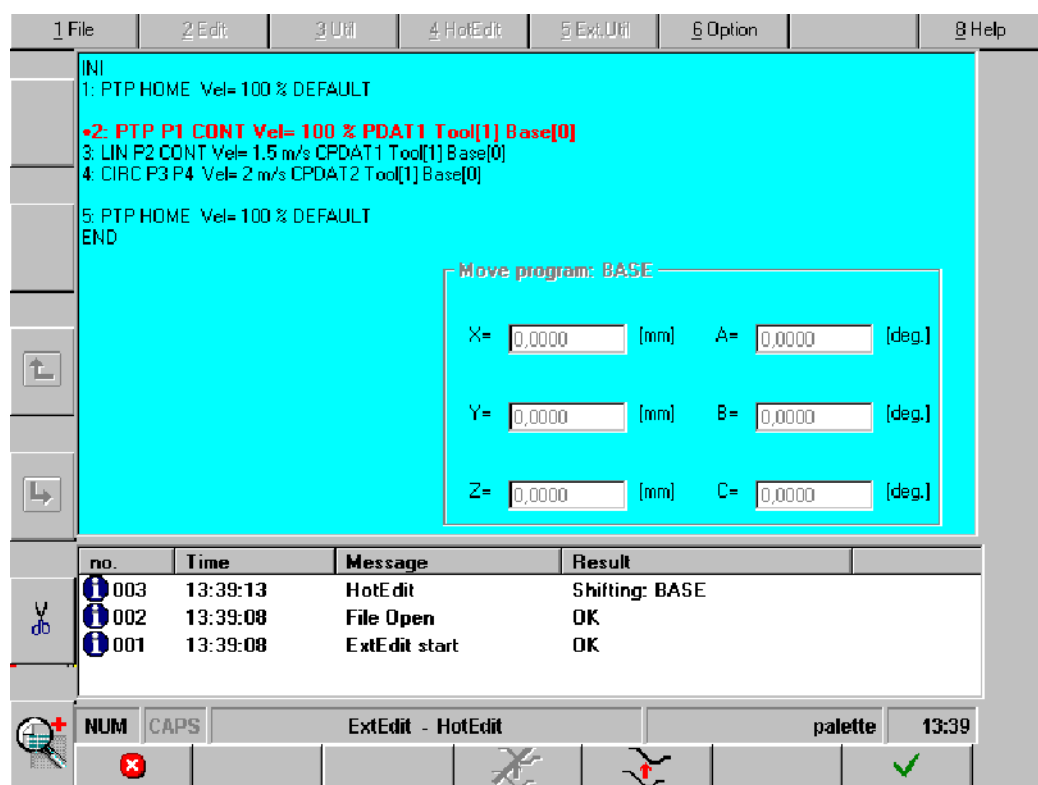 1 File 2 Edit 3 Util 4 HotEdit 5 Ext.Util 6 Option 8 Help
INI
1: PTP HOME Vel= 100 % DEFAULT
•2: PTP P1 CONT Vel= 100 % PDAT1 Tool[1] Base[0]
3: LIN P2 CONT Vel= 1.5 m/s CPDAT1 Tool[1] Base[0]
4: CIRC P3 P4 Vel= 2 m/s CPDAT2 Tool[1] Base[0]
5: PTP HOME Vel= 100 % DEFAULT
END
Move program: BASE
X= 0,0000 [mm] A= 0,0000 [deg.]
Y= 0,0000 [mm] B= 0,0000 [deg.]
Z= 0,0000 [mm] C= 0,0000 [deg.]
no. Time Message Result
003 13:39:13 HotEdit Shifting: BASE
002 13:39:08 File Open OK
001 13:39:08 ExtEdit start OK
db
NUM CAPS ExtEdit - HotEdit palette 13:39